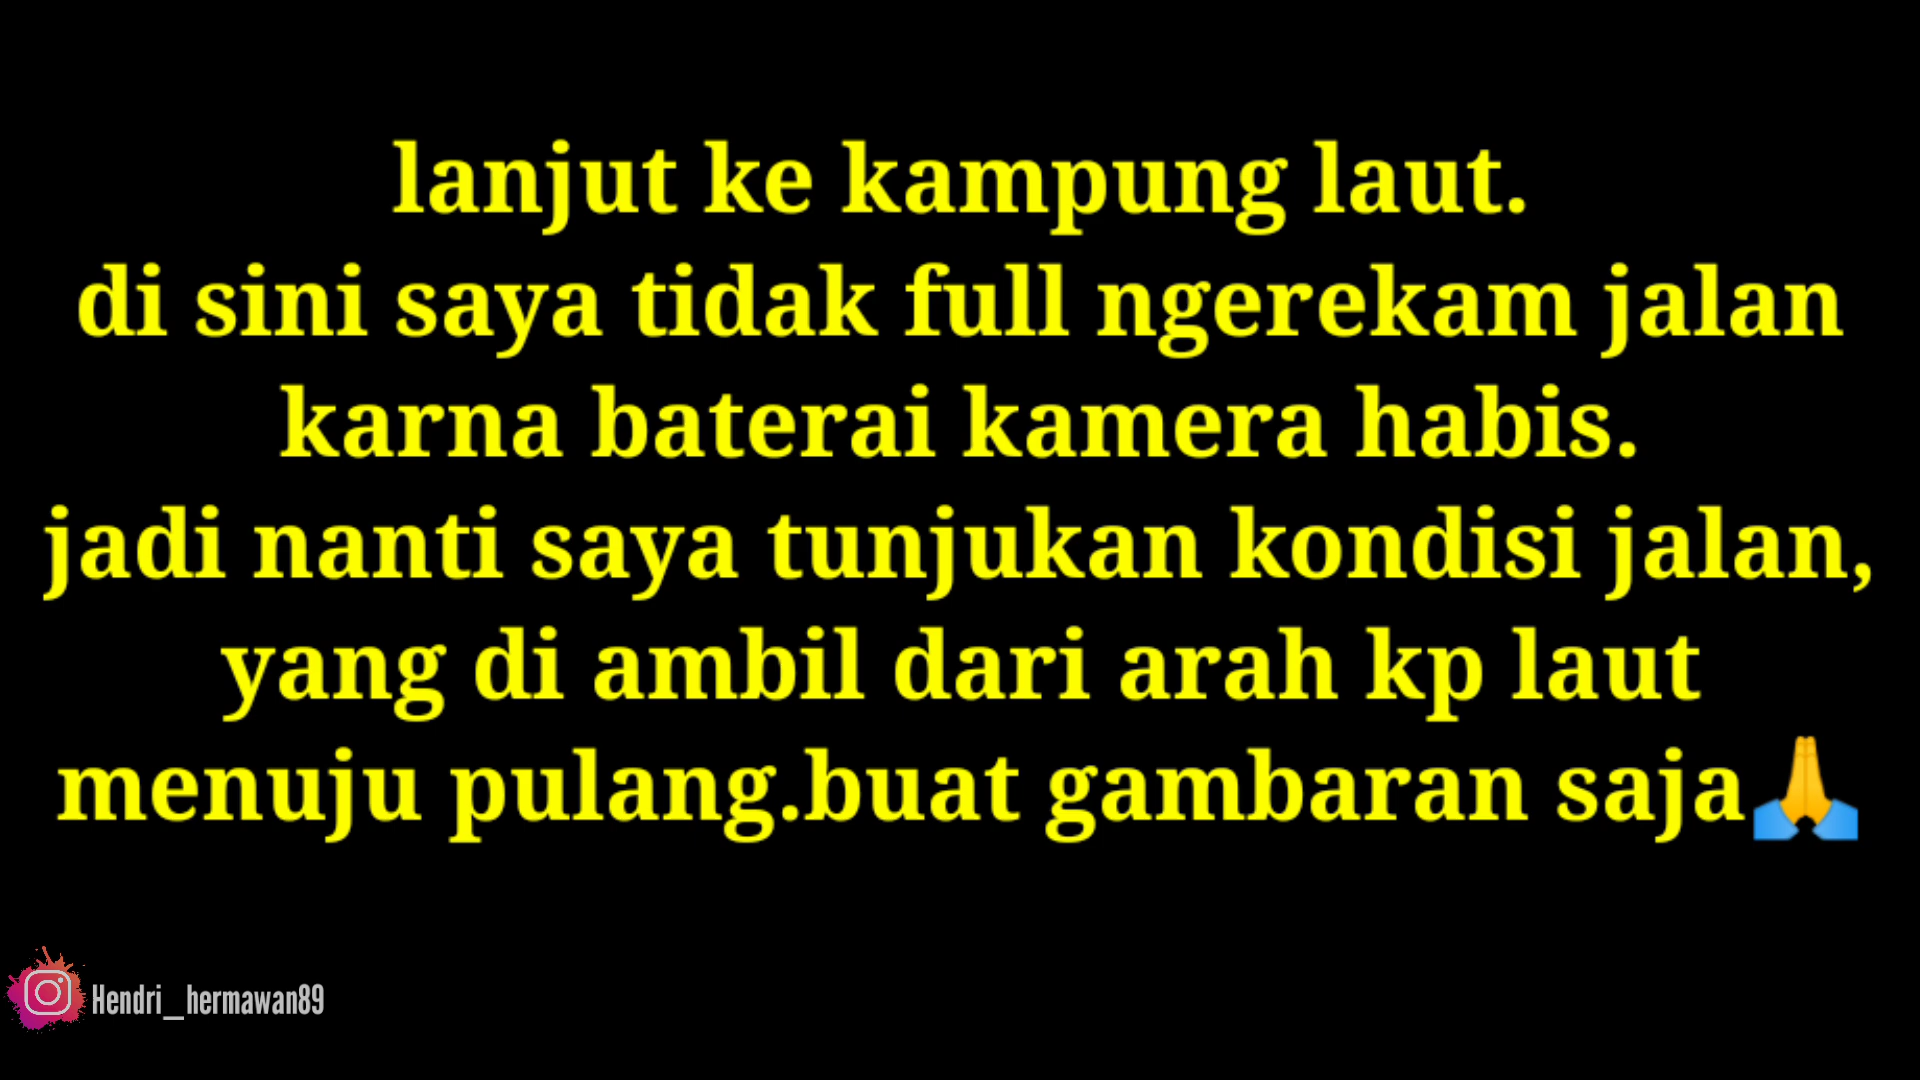 lanjut ke kampung laut.
di sini saya tidak full ngerekam jalan
karna baterai kamera habis.
jadi nanti saya tunjukan kondisi jalan,
yang di ambil dari arah kp laut
menuju pulang.buat gambaran saja🙏
Hendri_hermawan89